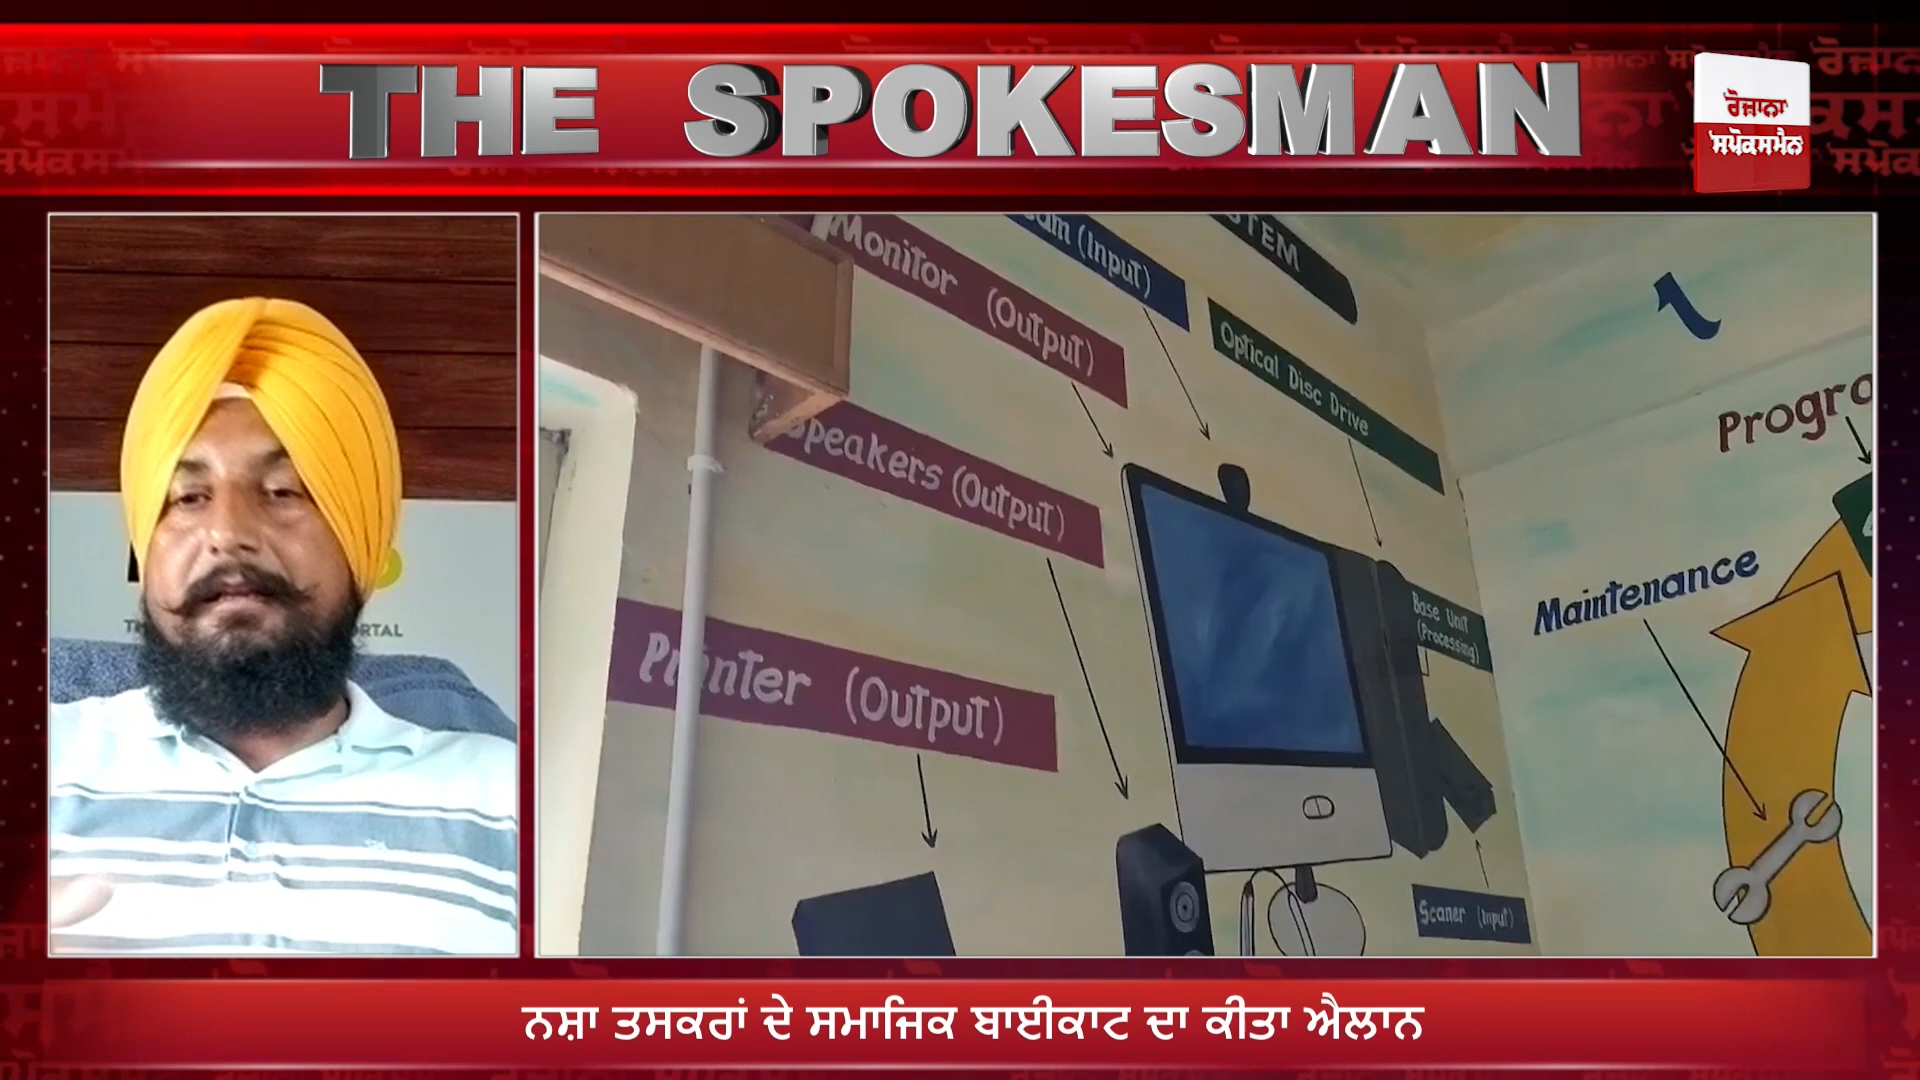 THE SPOKESMAN
ਰੋਜ਼ਾਨਾ
ਸਪੋਕਸਮੈਨ
Monitor (Output)
(Input)
Optical Disc Drive
Speakers (Output)
Printer (Output)
Base Unit
(Processing)
Maintenance
Scaner (Input)
ਨਸ਼ਾ ਤਸਕਰਾਂ ਦੇ ਸਮਾਜਿਕ ਬਾਈਕਾਟ ਦਾ ਕੀਤਾ ਐਲਾਨ